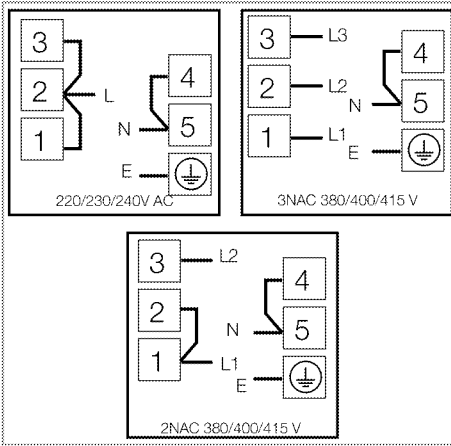 3
2 L
1
4
N 5
E
220/230/240V AC
3 L3
2 L2
1 L1
4
N 5
E
3NAC 380/400/415 V
3 L2
2
1 L1
4
N 5
E
2NAC 380/400/415 V